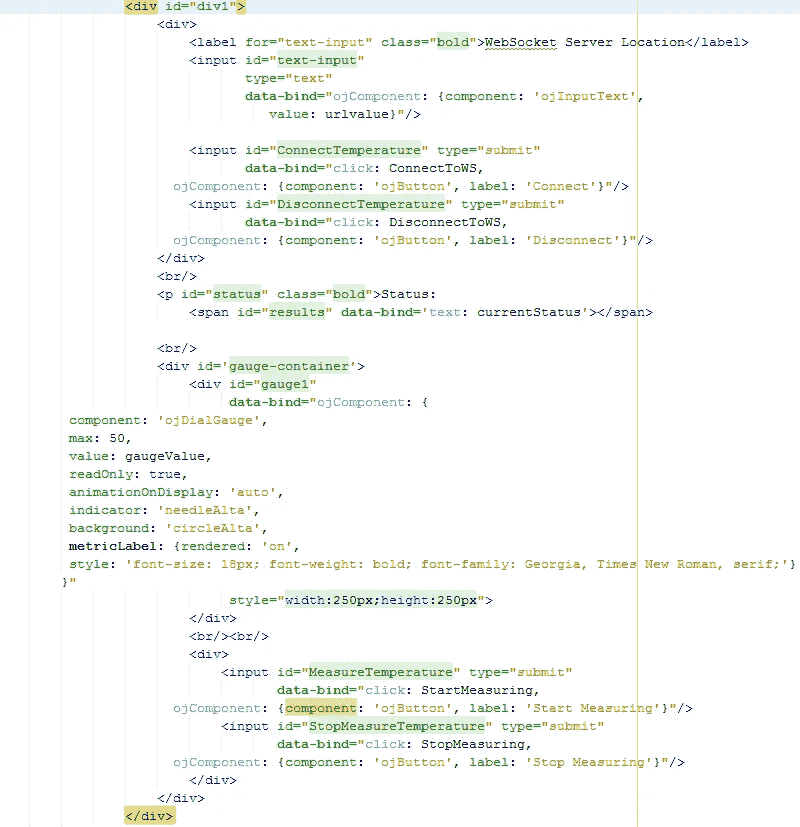 <div id="div1">
<div>
<label for="text-input" class="bold">WebSocket Server Location</label>
<input id="text-input"
type="text"
data-bind="ojComponent: {component: 'ojInputText',
value: urlvalue}"/>
<input id="ConnectTemperature" type="submit"
data-bind="click: ConnectToWS,
ojComponent: {component: 'ojButton', label: 'Connect'}"/>
<input id="DisconnectTemperature" type="submit"
data-bind="click: DisconnectToWS,
ojComponent: {component: 'ojButton', label: 'Disconnect'}"/>
</div>
<br/>
<p id="status" class="bold">Status:
<span id="results" data-bind='text: currentStatus'></span>
<br/>
<div id='gauge-container'>
<div id="gauge1"
data-bind="ojComponent: {
component: 'ojDialGauge',
max: 50,
value: gaugeValue,
readOnly: true,
animationOnDisplay: 'auto',
indicator: 'needleAlta',
background: 'circleAlta',
metricLabel: {rendered: 'on',
style: 'font-size: 18px; font-weight: bold; font-family: Georgia, Times New Roman, serif;'}
}"
style="width:250px;height:250px">
</div>
<br/><br/>
<div>
<input id="MeasureTemperature" type="submit"
data-bind="click: StartMeasuring,
ojComponent: {component: 'ojButton', label: 'Start Measuring'}"/>
<input id="StopMeasureTemperature" type="submit"
data-bind="click: StopMeasuring,
ojComponent: {component: 'ojButton', label: 'Stop Measuring'}"/>
</div>
</div>
</div>